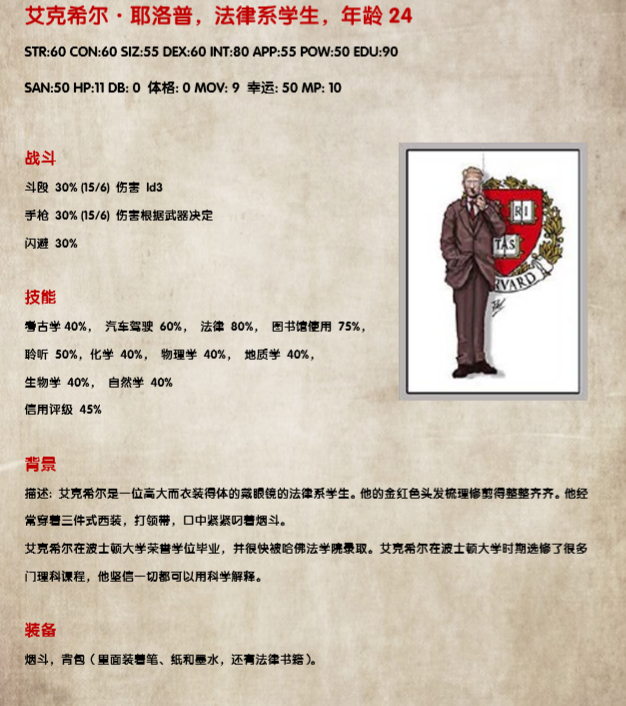 艾克希尔·耶洛普，法律系学生，年龄 24
STR:60 CON:60 SIZ:55 DEX:60 INT:80 APP:55 POW:50 EDU:90
SAN:50 HP:11 DB: 0 体格: 0 MOV: 9 幸运: 50 MP: 10
战斗
斗殴 30% (15/6) 伤害 1d3
手枪 30% (15/6) 伤害根据武器决定
闪避 30%
技能
考古学 40%， 汽车驾驶 60%， 法律 80%， 图书馆使用 75%，
聆听 50%，化学 40%， 物理学 40%， 地质学 40%，
生物学 40%， 自然学 40%
信用评级 45%
RI
TAS
RVARD
背景
描述: 艾克希尔是一位高大而衣装得体的戴眼镜的法律系学生。他的金红色头发梳理修剪得整整齐齐。他经
常穿着三件式西装，打领带，口中紧紧叼着烟斗。
艾克希尔在波士顿大学荣誉学位毕业，并很快被哈佛法学院录取。艾克希尔在波士顿大学时期选修了很多
门理科课程，他坚信一切都可以用科学解释。
装备
烟斗，背包（里面装着笔、纸和墨水，还有法律书籍）。